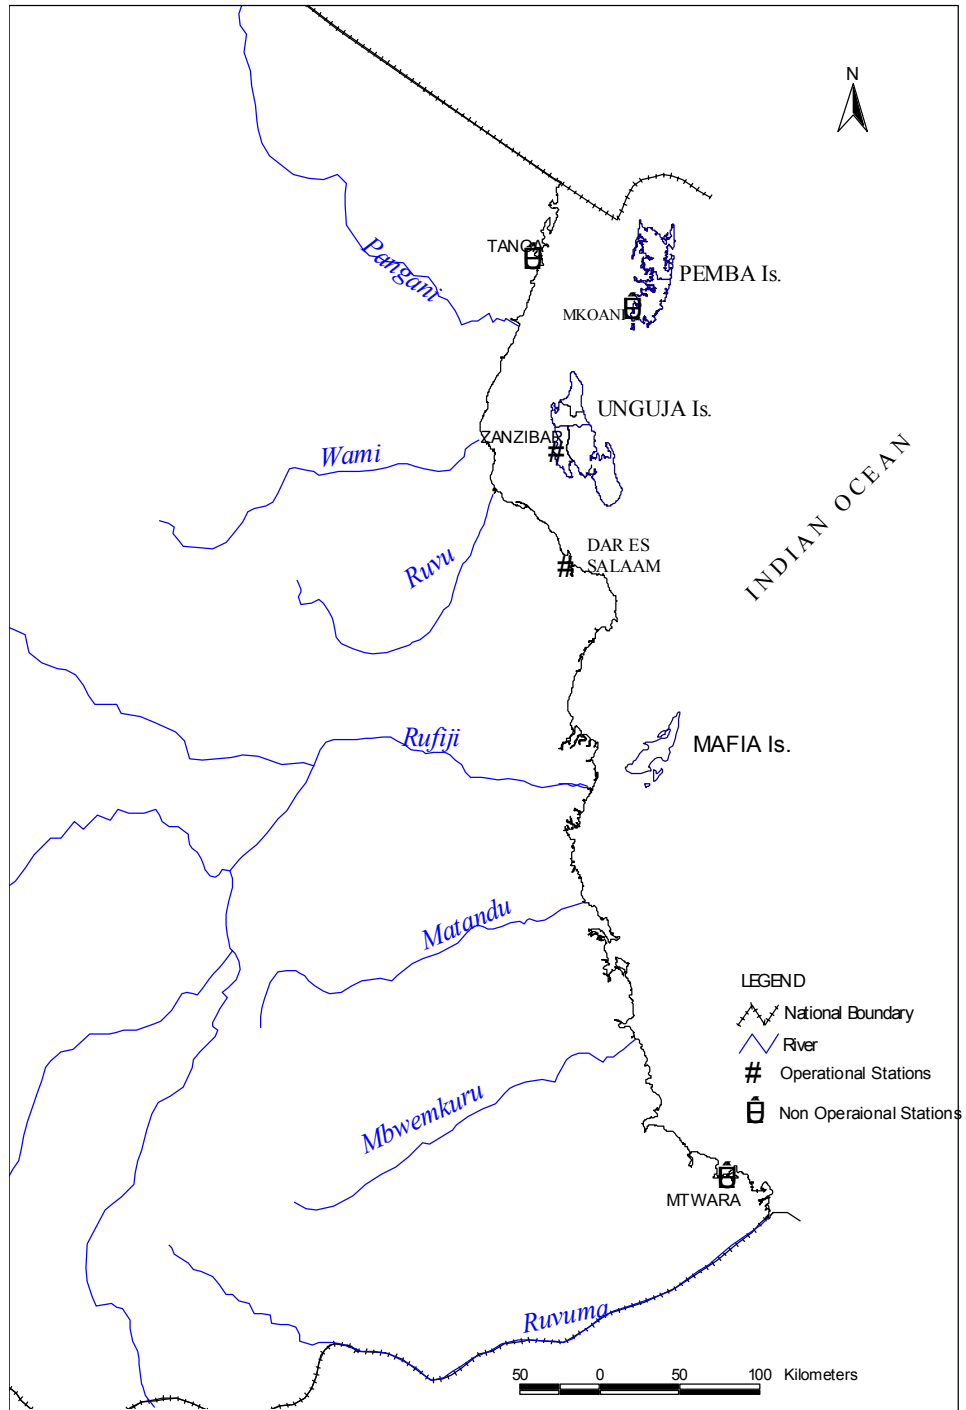 N
TANGA
Pangani
PEMBA Is.
MKOANI
UNGUJA Is.
ZANZIBAR
Wami
INDIAN OCEAN
DAR ES
SALAAM
Ruvu
Rufiji
MAFIA Is.
Matandu
LEGEND
National Boundary
River
# Operational Stations
Non Operaional Stations
Mbwemkuru
MTWARA
Ruvuma
50 0 50 100 Kilometers